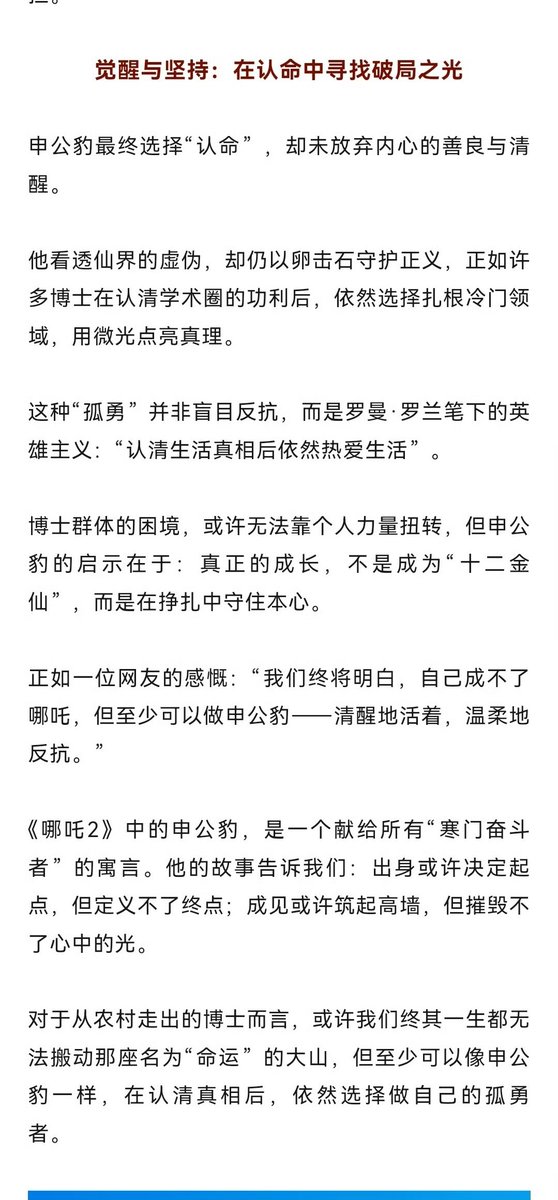 觉醒与坚持：在认命中寻找破局之光
申公豹最终选择“认命”，却未放弃内心的善良与清
醒。
他看透仙界的虚伪，却仍以卵击石守护正义，正如许
多博士在认清学术圈的功利后，依然选择扎根冷门领
域，用微光点亮真理。
这种“孤勇”并非盲目反抗，而是罗曼·罗兰笔下的英
雄主义：“认清生活真相后依然热爱生活”。
博士群体的困境，或许无法靠个人力量扭转，但申公
豹的启示在于：真正的成长，不是成为“十二金
仙”，而是在挣扎中守住本心。
正如一位网友的感慨：“我们终将明白，自己成不了
哪吒，但至少可以做申公豹——清醒地活着，温柔地
反抗。”
《哪吒2》中的申公豹，是一个献给所有“寒门奋斗
者”的寓言。他的故事告诉我们：出身或许决定起
点，但定义不了终点；成见或许筑起高墙，但摧毁不
了心中的光。
对于从农村走出的博士而言，或许我们终其一生都无
法搬动那座名为“命运”的大山，但至少可以像申公
豹一样，在认清真相后，依然选择做自己的孤勇
者。